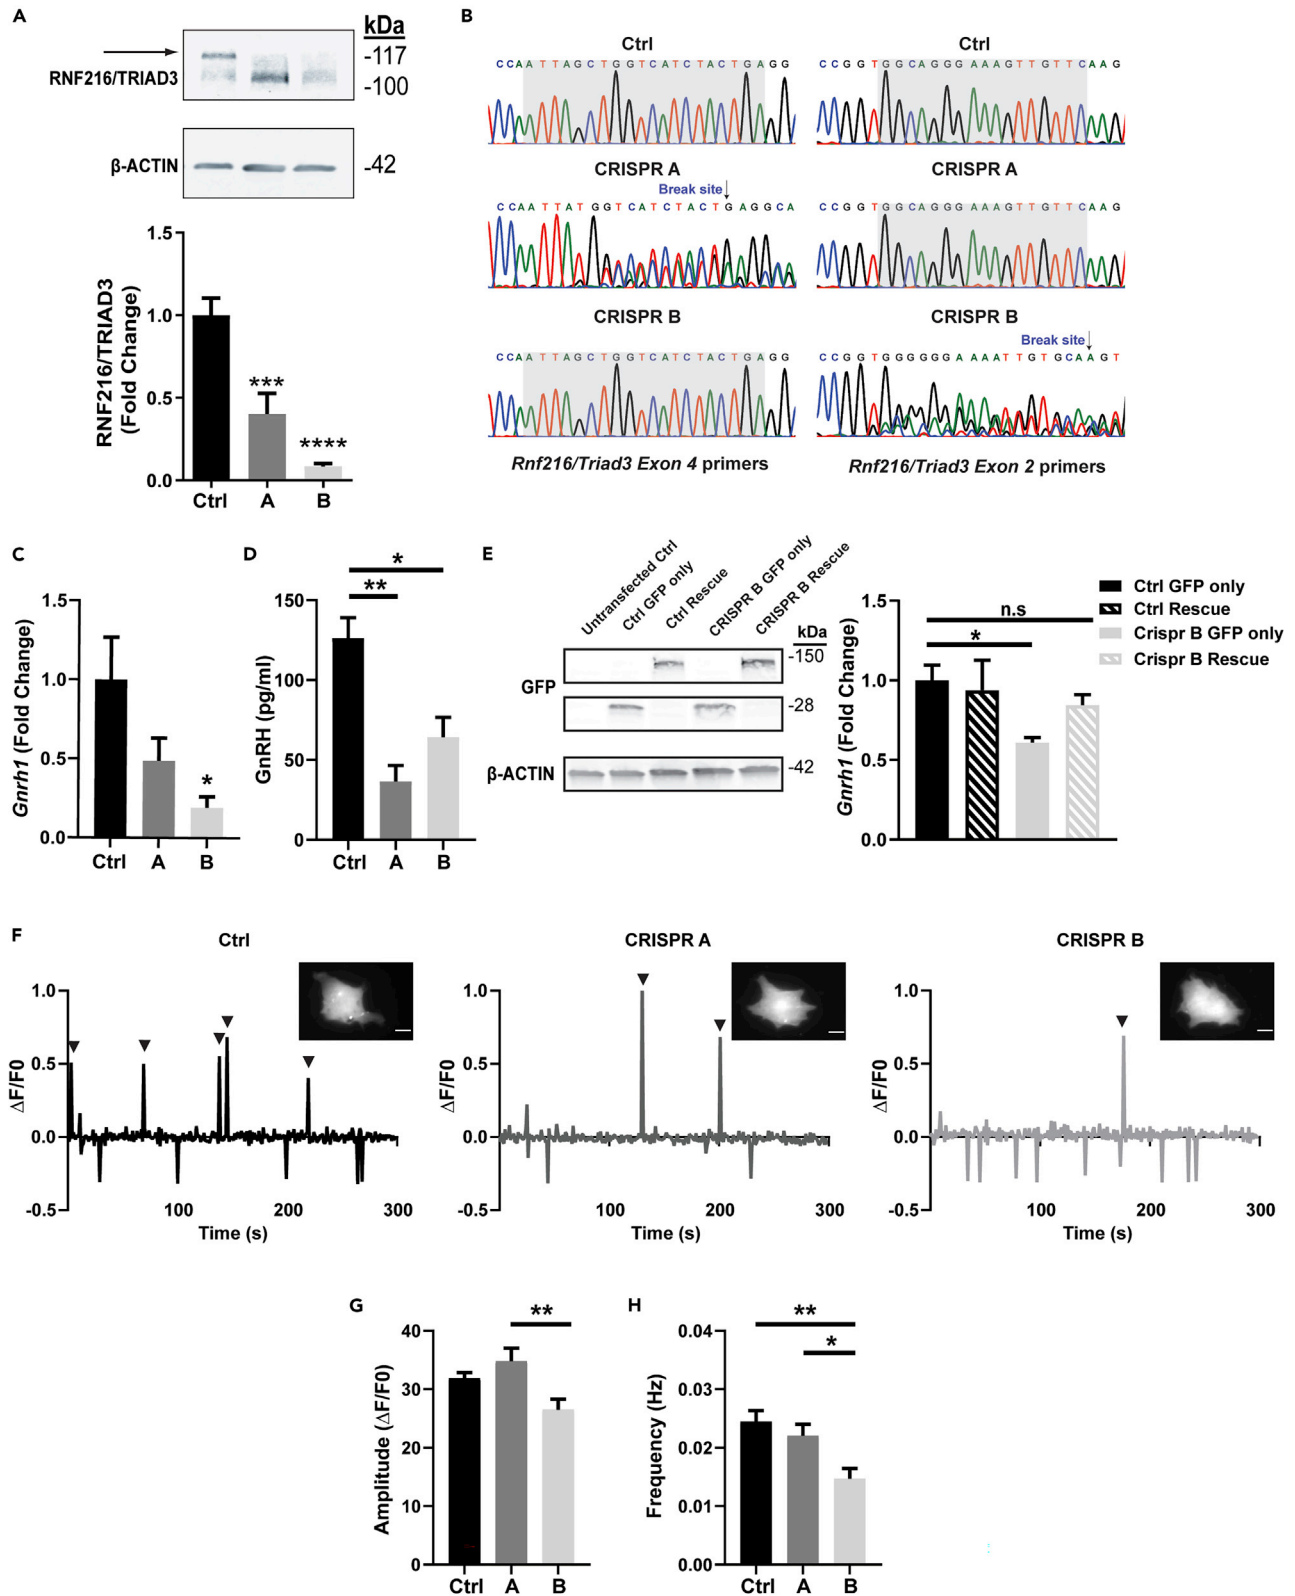 A
kDa
-117
RNF216/TRIAD3
-100
β-ACTIN
-42
RNF216/TRIAD3
(Fold Change)
1.5
1.0
0.5
0.0
***
****
Ctrl A B
B
Ctrl
CCAATTAGCTGGTCATCTACTGAGG
Ctrl
CCGGTGGCAGGGAAAGTTGTTCAAG
CRISPR A
Break site
CCAATTATGGTCATCTACTGAGGCA
CRISPR A
CCGGTGGCAGGGAAAGTTGTTCAAG
CRISPR B
CCAATTAGCTGGTCATCTACTGAGG
CRISPR B
Break site
CCGGTGGGGGGAAAATTGTGCAAGT
Rnf216/Triad3 Exon 4 primers
Rnf216/Triad3 Exon 2 primers
C
Gnrh1 (Fold Change)
1.5
1.0
0.5
0.0
*
Ctrl A B
D
GnRH (pg/ml)
150
100
50
0
*
**
Ctrl A B
E
Untransfected Ctrl
Ctrl GFP only
Ctrl Rescue
CRISPR B GFP only
CRISPR B Rescue
kDa
-150
GFP
-28
β-ACTIN
-42
Gnrh1 (Fold Change)
1.5
1.0
0.5
0.0
n.s
*
Ctrl GFP only
Ctrl Rescue
Crispr B GFP only
Crispr B Rescue
F
Ctrl
ΔF/F0
1.0
0.5
0.0
-0.5
100 200 300
Time (s)
CRISPR A
ΔF/F0
1.0
0.5
0.0
-0.5
100 200 300
Time (s)
CRISPR B
ΔF/F0
1.0
0.5
0.0
-0.5
100 200 300
Time (s)
G
Amplitude (ΔF/F0)
40
30
20
10
0
**
Ctrl A B
H
Frequency (Hz)
0.04
0.03
0.02
0.01
0.00
**
*
Ctrl A B